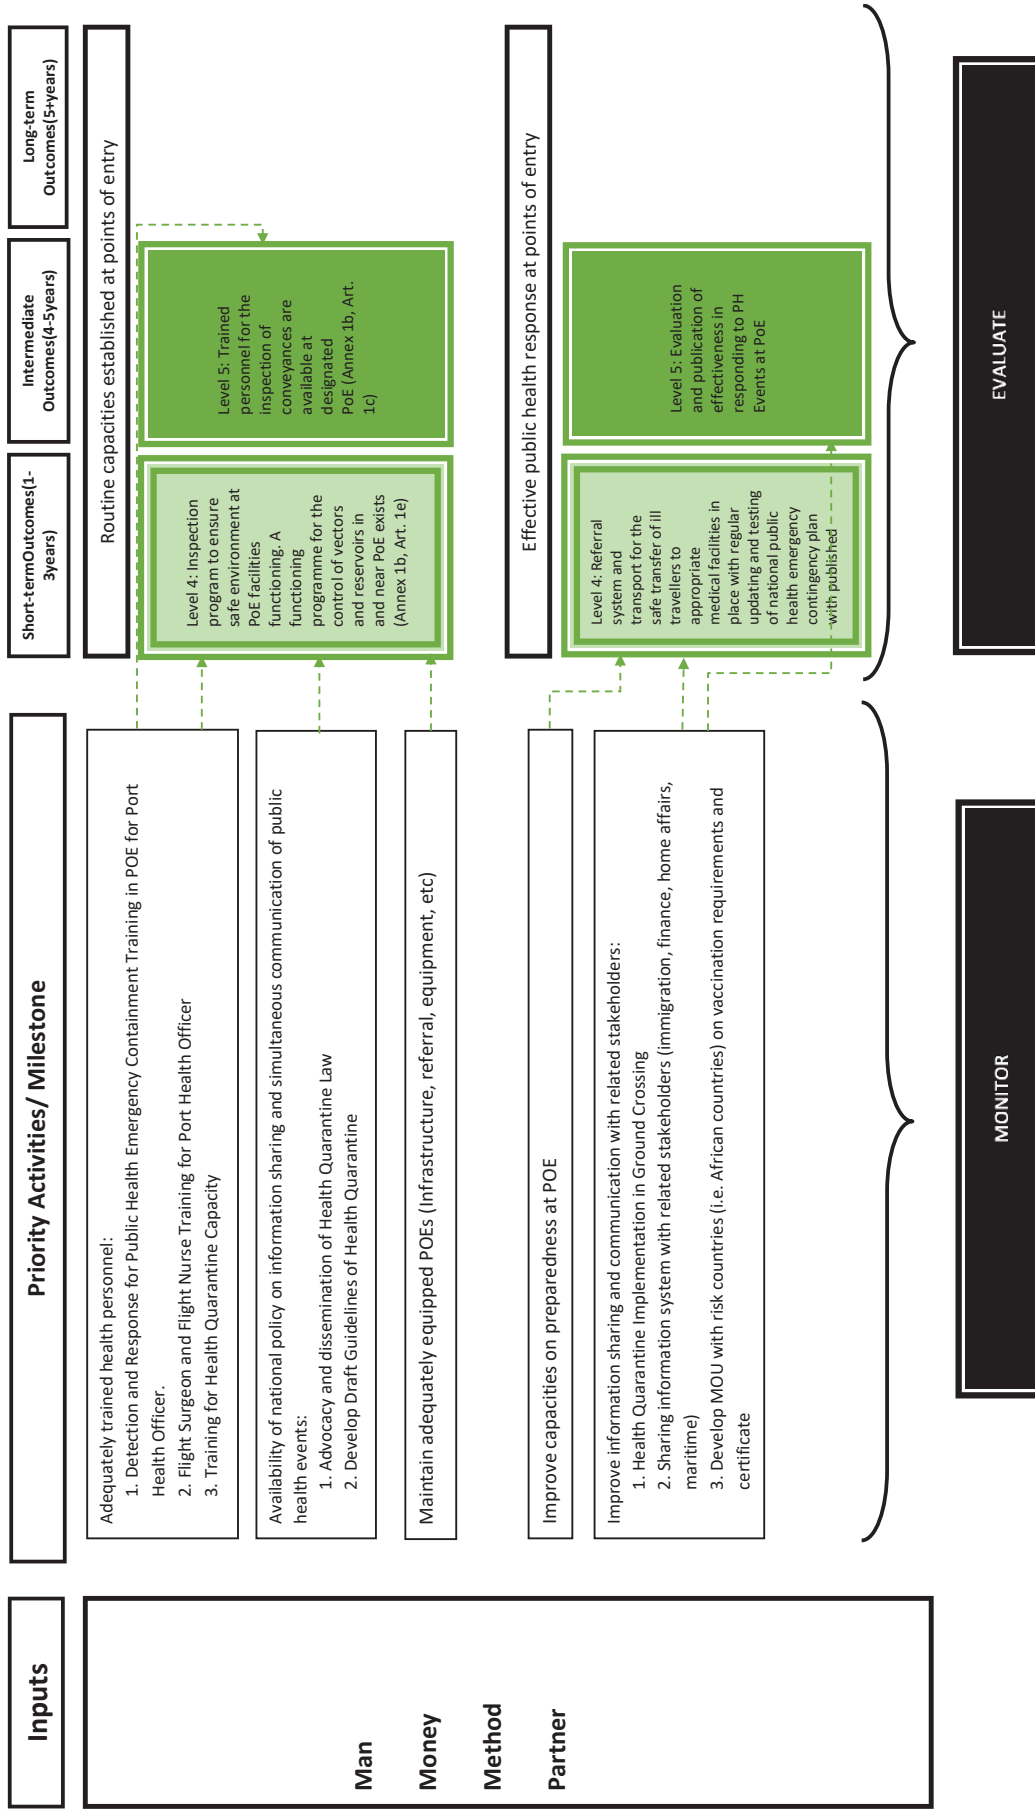 Inputs
Priority Activities/ Milestone
Short-termOutcomes(1-
3years)
Intermediate
Outcomes(4-5years)
Long-term
Outcomes(5+years)
Man
Money
Method
Partner
Adequately trained health personnel:
1. Detection and Response for Public Health Emergency Containment Training in POE for Port
Health Officer.
2. Flight Surgeon and Flight Nurse Training for Port Health Officer
3. Training for Health Quarantine Capacity
Availability of national policy on information sharing and simultaneous communication of public
health events:
1. Advocacy and dissemination of Health Quarantine Law
2. Develop Draft Guidelines of Health Quarantine
Maintain adequately equipped POEs (Infrastructure, referral, equipment, etc)
Improve capacities on preparedness at POE
Improve information sharing and communication with related stakeholders:
1. Health Quarantine Implementation in Ground Crossing
2. Sharing information system with related stakeholders (immigration, finance, home affairs,
maritime)
3. Develop MOU with risk countries (i.e. African countries) on vaccination requirements and
certificate
Routine capacities established at points of entry
Level 4: Inspection
program to ensure
safe environment at
PoE facilities
functioning. A
functioning
programme for the
control of vectors
and reservoirs in
and near PoE exists
(Annex 1b, Art. 1e)
Level 5: Trained
personnel for the
inspection of
conveyances are
available at
designated
PoE (Annex 1b, Art.
1c)
Effective public health response at points of entry
Level 4: Referral
system and
transport for the
safe transfer of ill
travellers to
appropriate
medical facilities in
place with regular
updating and testing
of national public
health emergency
contingency plan
with published
Level 5: Evaluation
and publication of
effectiveness in
responding to PH
Events at PoE
MONITOR
EVALUATE